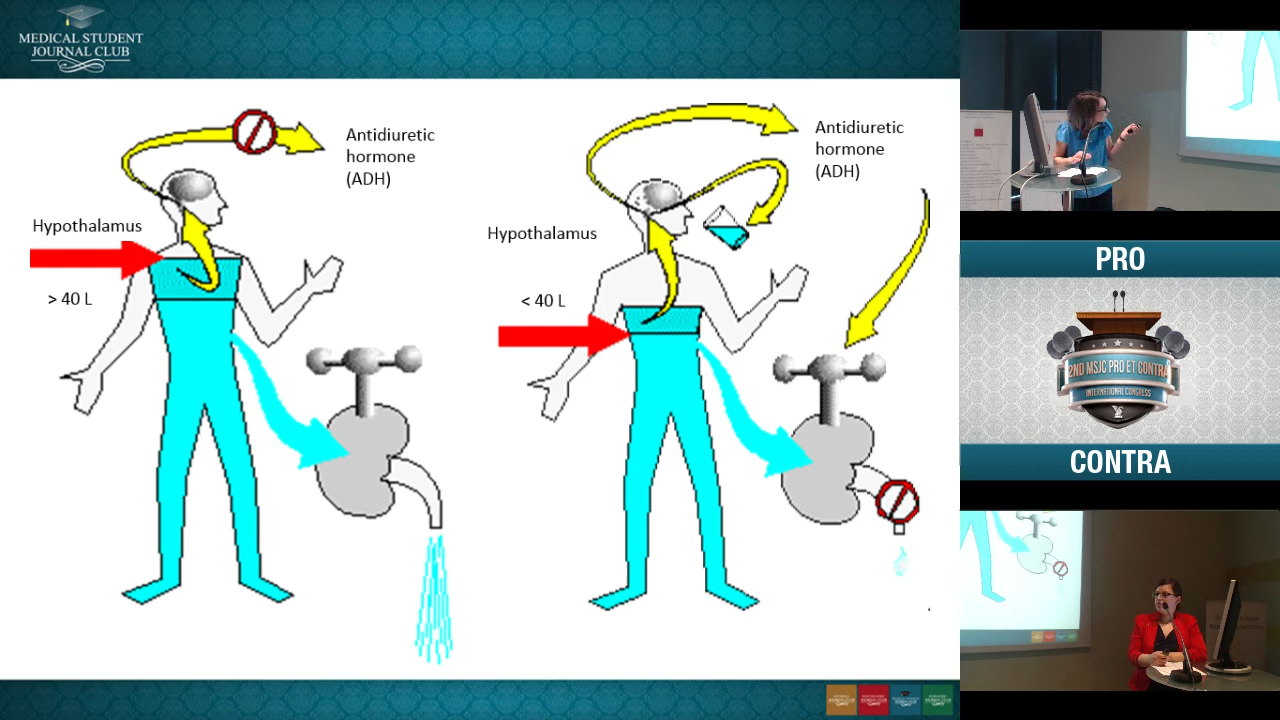 MEDICAL STUDENT
JOURNAL CLUB
Antidiuretic
hormone
(ADH)
Hypothalamus
> 40 L
Antidiuretic
hormone
(ADH)
Hypothalamus
< 40 L
PRO
2ND MSJC PRO ET CONTRA
INTERNATIONAL CONGRESS
CONTRA